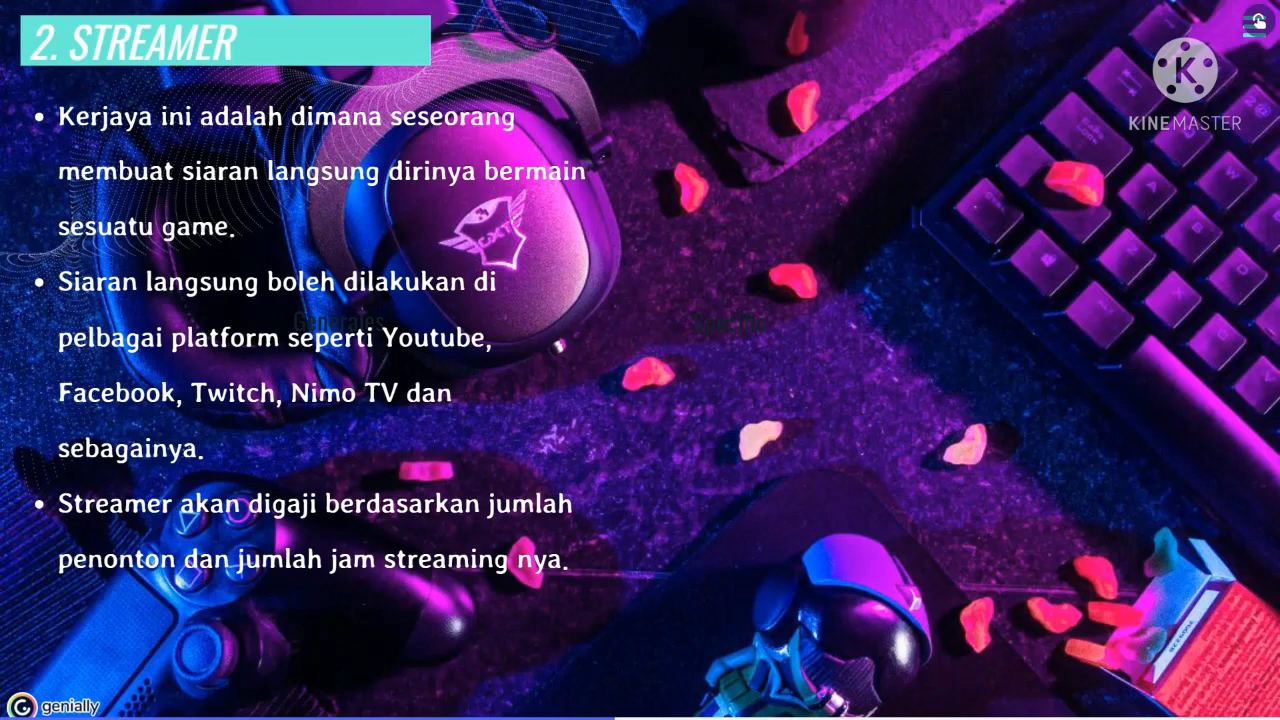 2. STREAMER
Kerjaya ini adalah dimana seseorang
membuat siaran langsung dirinya bermain
sesuatu game.
Siaran langsung boleh dilakukan di
pelbagai platform seperti Youtube,
Facebook, Twitch, Nimo TV dan
sebagainya.
Streamer akan digaji berdasarkan jumlah
penonton dan jumlah jam streaming nya.
K
KINEMASTER
GXT
Generales
genially